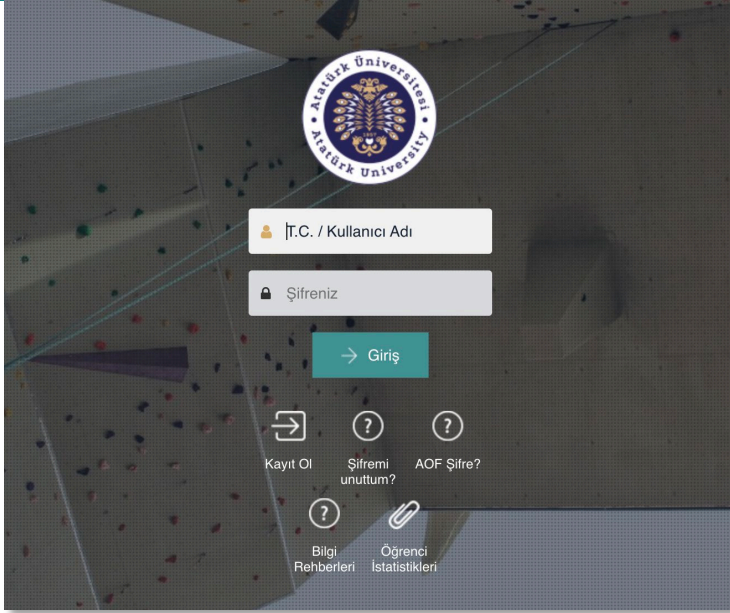 Atatürk Üniversitesi
Atatürk University
1957
T.C. / Kullanıcı Adı
Şifreniz
Giriş
Kayıt Ol
Şifremi
unuttum?
AOF Şifre?
Bilgi
Rehberleri
Öğrenci
İstatistikleri